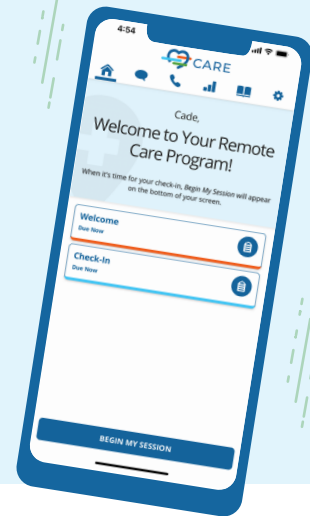 4:54
CARE
Cade,
Welcome to Your Remote
Care Program!
When it's time for your check-in, Begin My Session will appear
on the bottom of your screen.
Welcome
Due Now
Check-In
Due Now
BEGIN MY SESSION